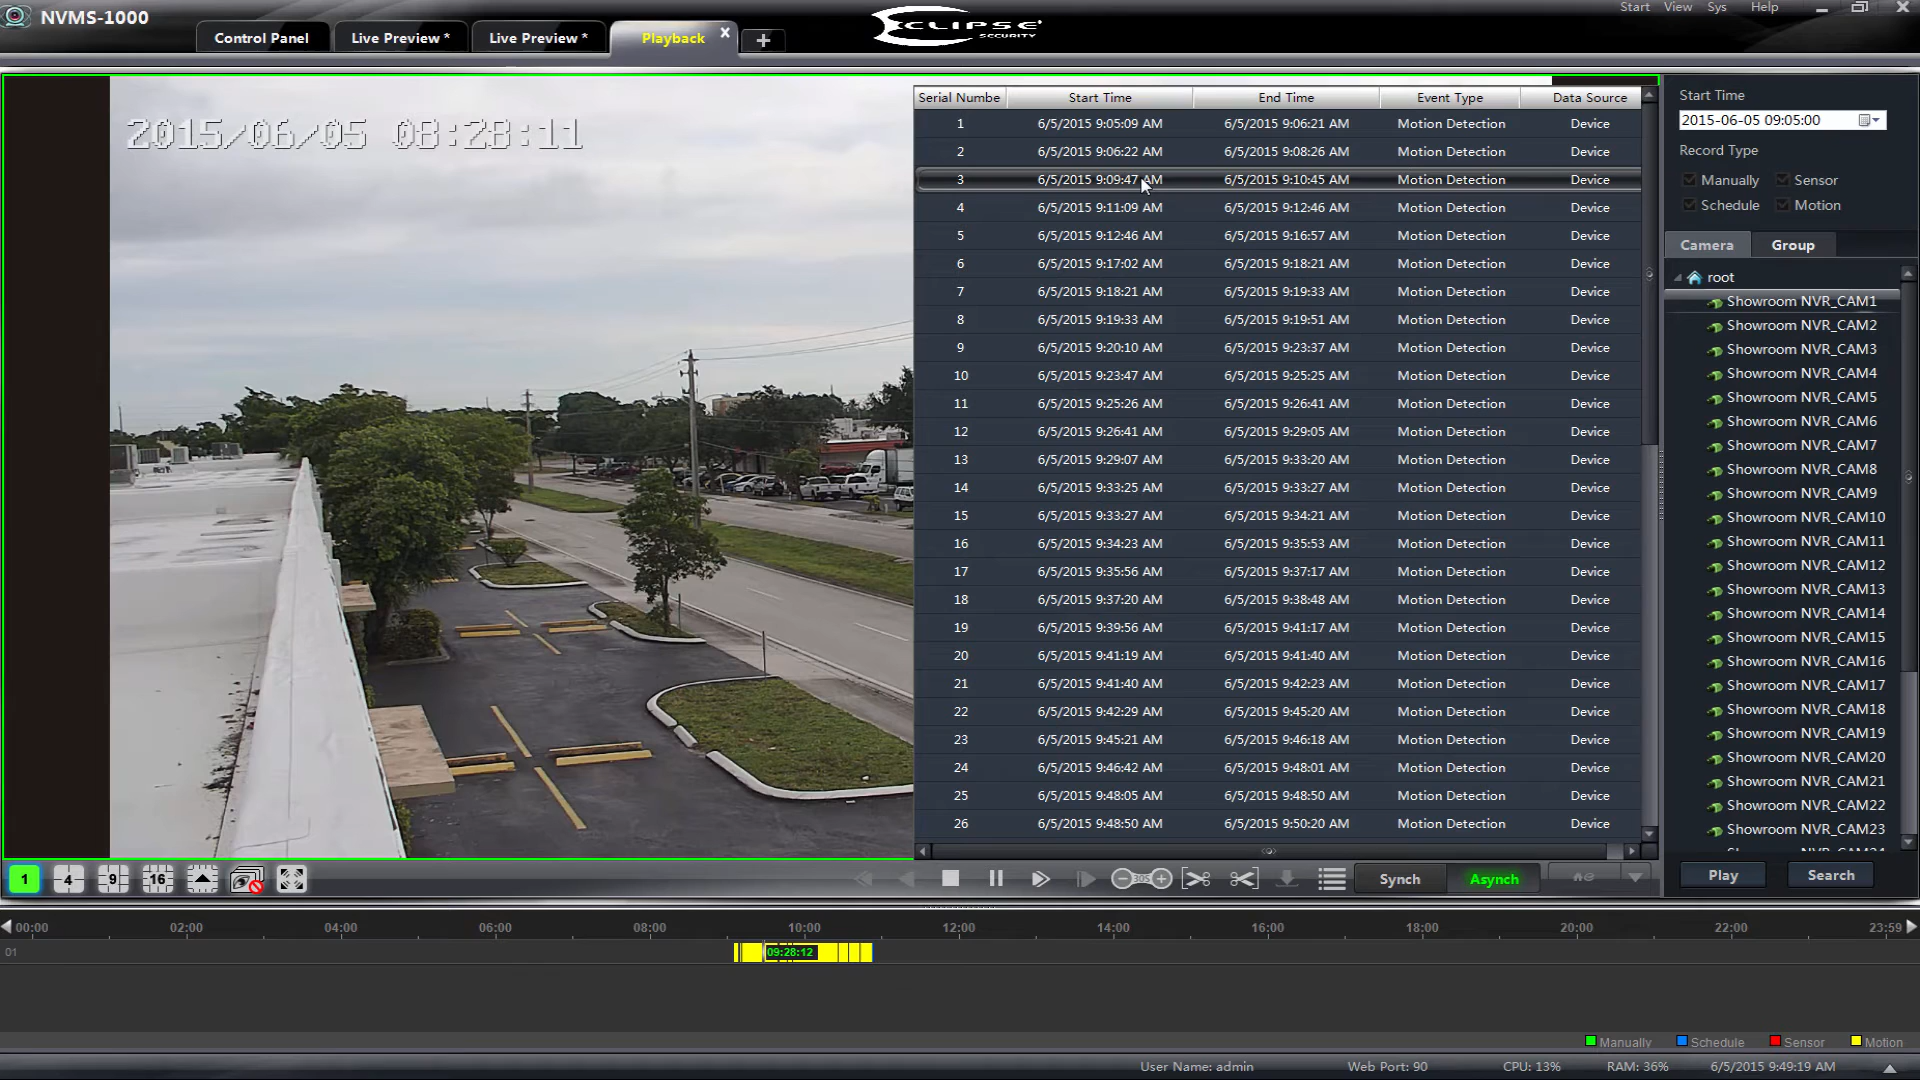 NVMS-1000
Start View Sys Help
Control Panel
Live Preview *
Live Preview *
Playback
ECLIPSE
SECURITY
2015/06/05 08:28:11
Serial Numbe Start Time End Time Event Type Data Source
1 6/5/2015 9:05:09 AM 6/5/2015 9:06:21 AM Motion Detection Device
2 6/5/2015 9:06:22 AM 6/5/2015 9:08:26 AM Motion Detection Device
3 6/5/2015 9:09:47 AM 6/5/2015 9:10:45 AM Motion Detection Device
4 6/5/2015 9:11:09 AM 6/5/2015 9:12:46 AM Motion Detection Device
5 6/5/2015 9:12:46 AM 6/5/2015 9:16:57 AM Motion Detection Device
6 6/5/2015 9:17:02 AM 6/5/2015 9:18:21 AM Motion Detection Device
7 6/5/2015 9:18:21 AM 6/5/2015 9:19:33 AM Motion Detection Device
8 6/5/2015 9:19:33 AM 6/5/2015 9:19:51 AM Motion Detection Device
9 6/5/2015 9:20:10 AM 6/5/2015 9:23:37 AM Motion Detection Device
10 6/5/2015 9:23:47 AM 6/5/2015 9:25:25 AM Motion Detection Device
11 6/5/2015 9:25:26 AM 6/5/2015 9:26:41 AM Motion Detection Device
12 6/5/2015 9:26:41 AM 6/5/2015 9:29:05 AM Motion Detection Device
13 6/5/2015 9:29:07 AM 6/5/2015 9:33:20 AM Motion Detection Device
14 6/5/2015 9:33:25 AM 6/5/2015 9:33:27 AM Motion Detection Device
15 6/5/2015 9:33:27 AM 6/5/2015 9:34:21 AM Motion Detection Device
16 6/5/2015 9:34:23 AM 6/5/2015 9:35:53 AM Motion Detection Device
17 6/5/2015 9:35:56 AM 6/5/2015 9:37:17 AM Motion Detection Device
18 6/5/2015 9:37:20 AM 6/5/2015 9:38:48 AM Motion Detection Device
19 6/5/2015 9:39:56 AM 6/5/2015 9:41:17 AM Motion Detection Device
20 6/5/2015 9:41:19 AM 6/5/2015 9:41:40 AM Motion Detection Device
21 6/5/2015 9:41:40 AM 6/5/2015 9:42:23 AM Motion Detection Device
22 6/5/2015 9:42:29 AM 6/5/2015 9:45:20 AM Motion Detection Device
23 6/5/2015 9:45:21 AM 6/5/2015 9:46:18 AM Motion Detection Device
24 6/5/2015 9:46:42 AM 6/5/2015 9:48:01 AM Motion Detection Device
25 6/5/2015 9:48:05 AM 6/5/2015 9:48:50 AM Motion Detection Device
26 6/5/2015 9:48:50 AM 6/5/2015 9:50:20 AM Motion Detection Device
Start Time
2015-06-05 09:05:00
Record Type
Manually Sensor
Schedule Motion
Camera Group
root
Showroom NVR_CAM1
Showroom NVR_CAM2
Showroom NVR_CAM3
Showroom NVR_CAM4
Showroom NVR_CAM5
Showroom NVR_CAM6
Showroom NVR_CAM7
Showroom NVR_CAM8
Showroom NVR_CAM9
Showroom NVR_CAM10
Showroom NVR_CAM11
Showroom NVR_CAM12
Showroom NVR_CAM13
Showroom NVR_CAM14
Showroom NVR_CAM15
Showroom NVR_CAM16
Showroom NVR_CAM17
Showroom NVR_CAM18
Showroom NVR_CAM19
Showroom NVR_CAM20
Showroom NVR_CAM21
Showroom NVR_CAM22
Showroom NVR_CAM23
1 4 9 16
30S
Synch Asynch
Play Search
00:00 02:00 04:00 06:00 08:00 10:00 12:00 14:00 16:00 18:00 20:00 22:00 23:59
01
09:28:12
Manually Schedule Sensor Motion
User Name: admin Web Port: 90 CPU: 13% RAM: 36% 6/5/2015 9:49:19 AM